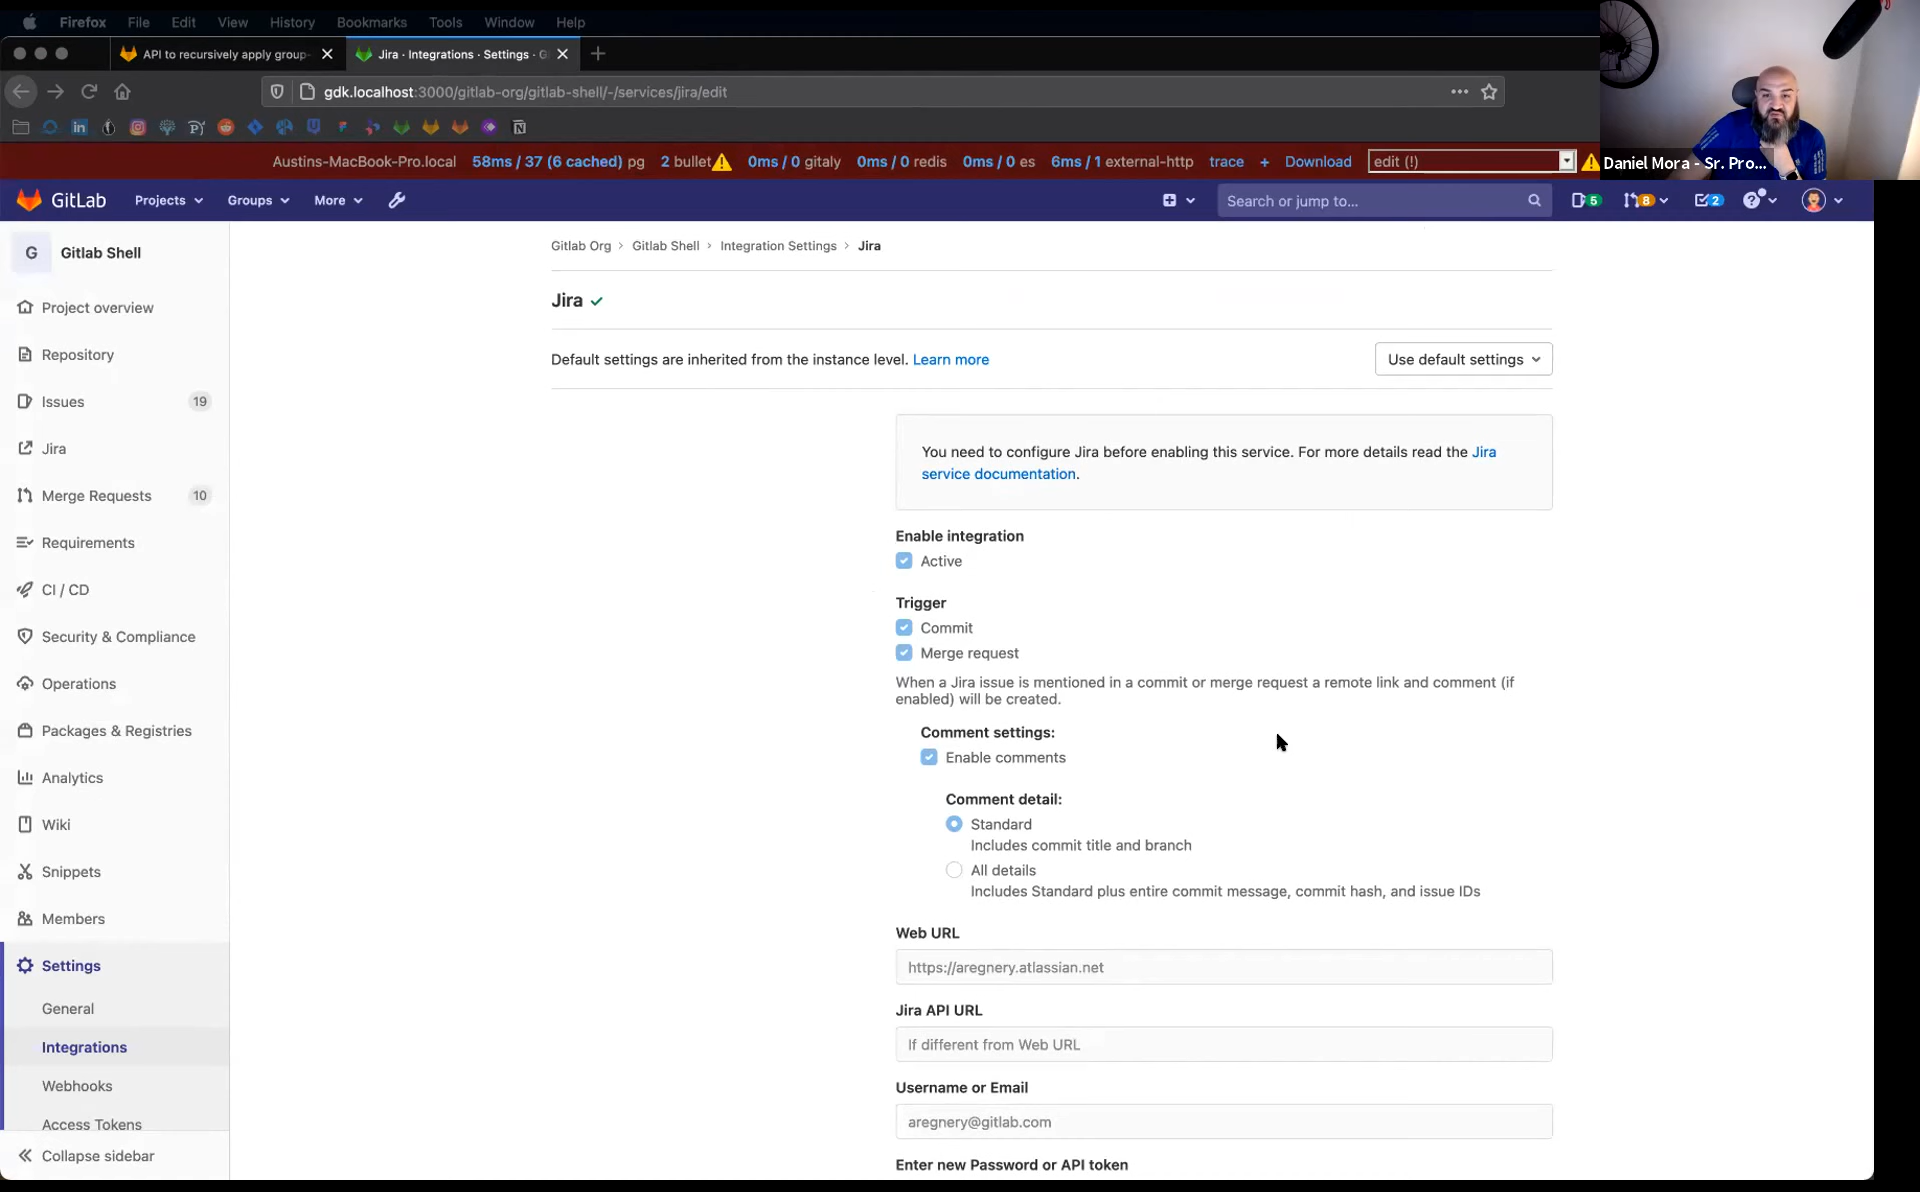 Firefox File Edit View History Bookmarks Tools Window Help
API to recursively apply group-
Jira · Integrations · Settings · G
gdk.localhost:3000/gitlab-org/gitlab-shell/-/services/jira/edit
Austins-MacBook-Pro.local 58ms / 37 (6 cached) pg 2 bullet 0ms / 0 gitaly 0ms / 0 redis 0ms / 0 es 6ms / 1 external-http trace + Download edit (!)
Daniel Mora - Sr. Pro...
GitLab Projects Groups More Search or jump to... 5 8 2
G Gitlab Shell
Project overview
Repository
Issues 19
Jira
Merge Requests 10
Requirements
CI / CD
Security & Compliance
Operations
Packages & Registries
Analytics
Wiki
Snippets
Members
Settings
General
Integrations
Webhooks
Access Tokens
Collapse sidebar
Gitlab Org > Gitlab Shell > Integration Settings > Jira
Jira
Default settings are inherited from the instance level. Learn more
Use default settings
You need to configure Jira before enabling this service. For more details read the Jira
service documentation.
Enable integration
Active
Trigger
Commit
Merge request
When a Jira issue is mentioned in a commit or merge request a remote link and comment (if
enabled) will be created.
Comment settings:
Enable comments
Comment detail:
Standard
Includes commit title and branch
All details
Includes Standard plus entire commit message, commit hash, and issue IDs
Web URL
https://aregnery.atlassian.net
Jira API URL
If different from Web URL
Username or Email
aregnery@gitlab.com
Enter new Password or API token